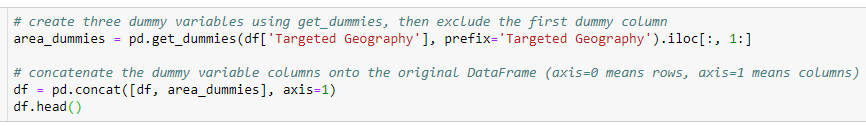 # create three dummy variables using get_dummies, then exclude the first dummy column
area_dummies = pd.get_dummies(df['Targeted Geography'], prefix='Targeted Geography').iloc[:, 1:]
# concatenate the dummy variable columns onto the original DataFrame (axis=0 means rows, axis=1 means columns)
df = pd.concat([df, area_dummies], axis=1)
df.head()